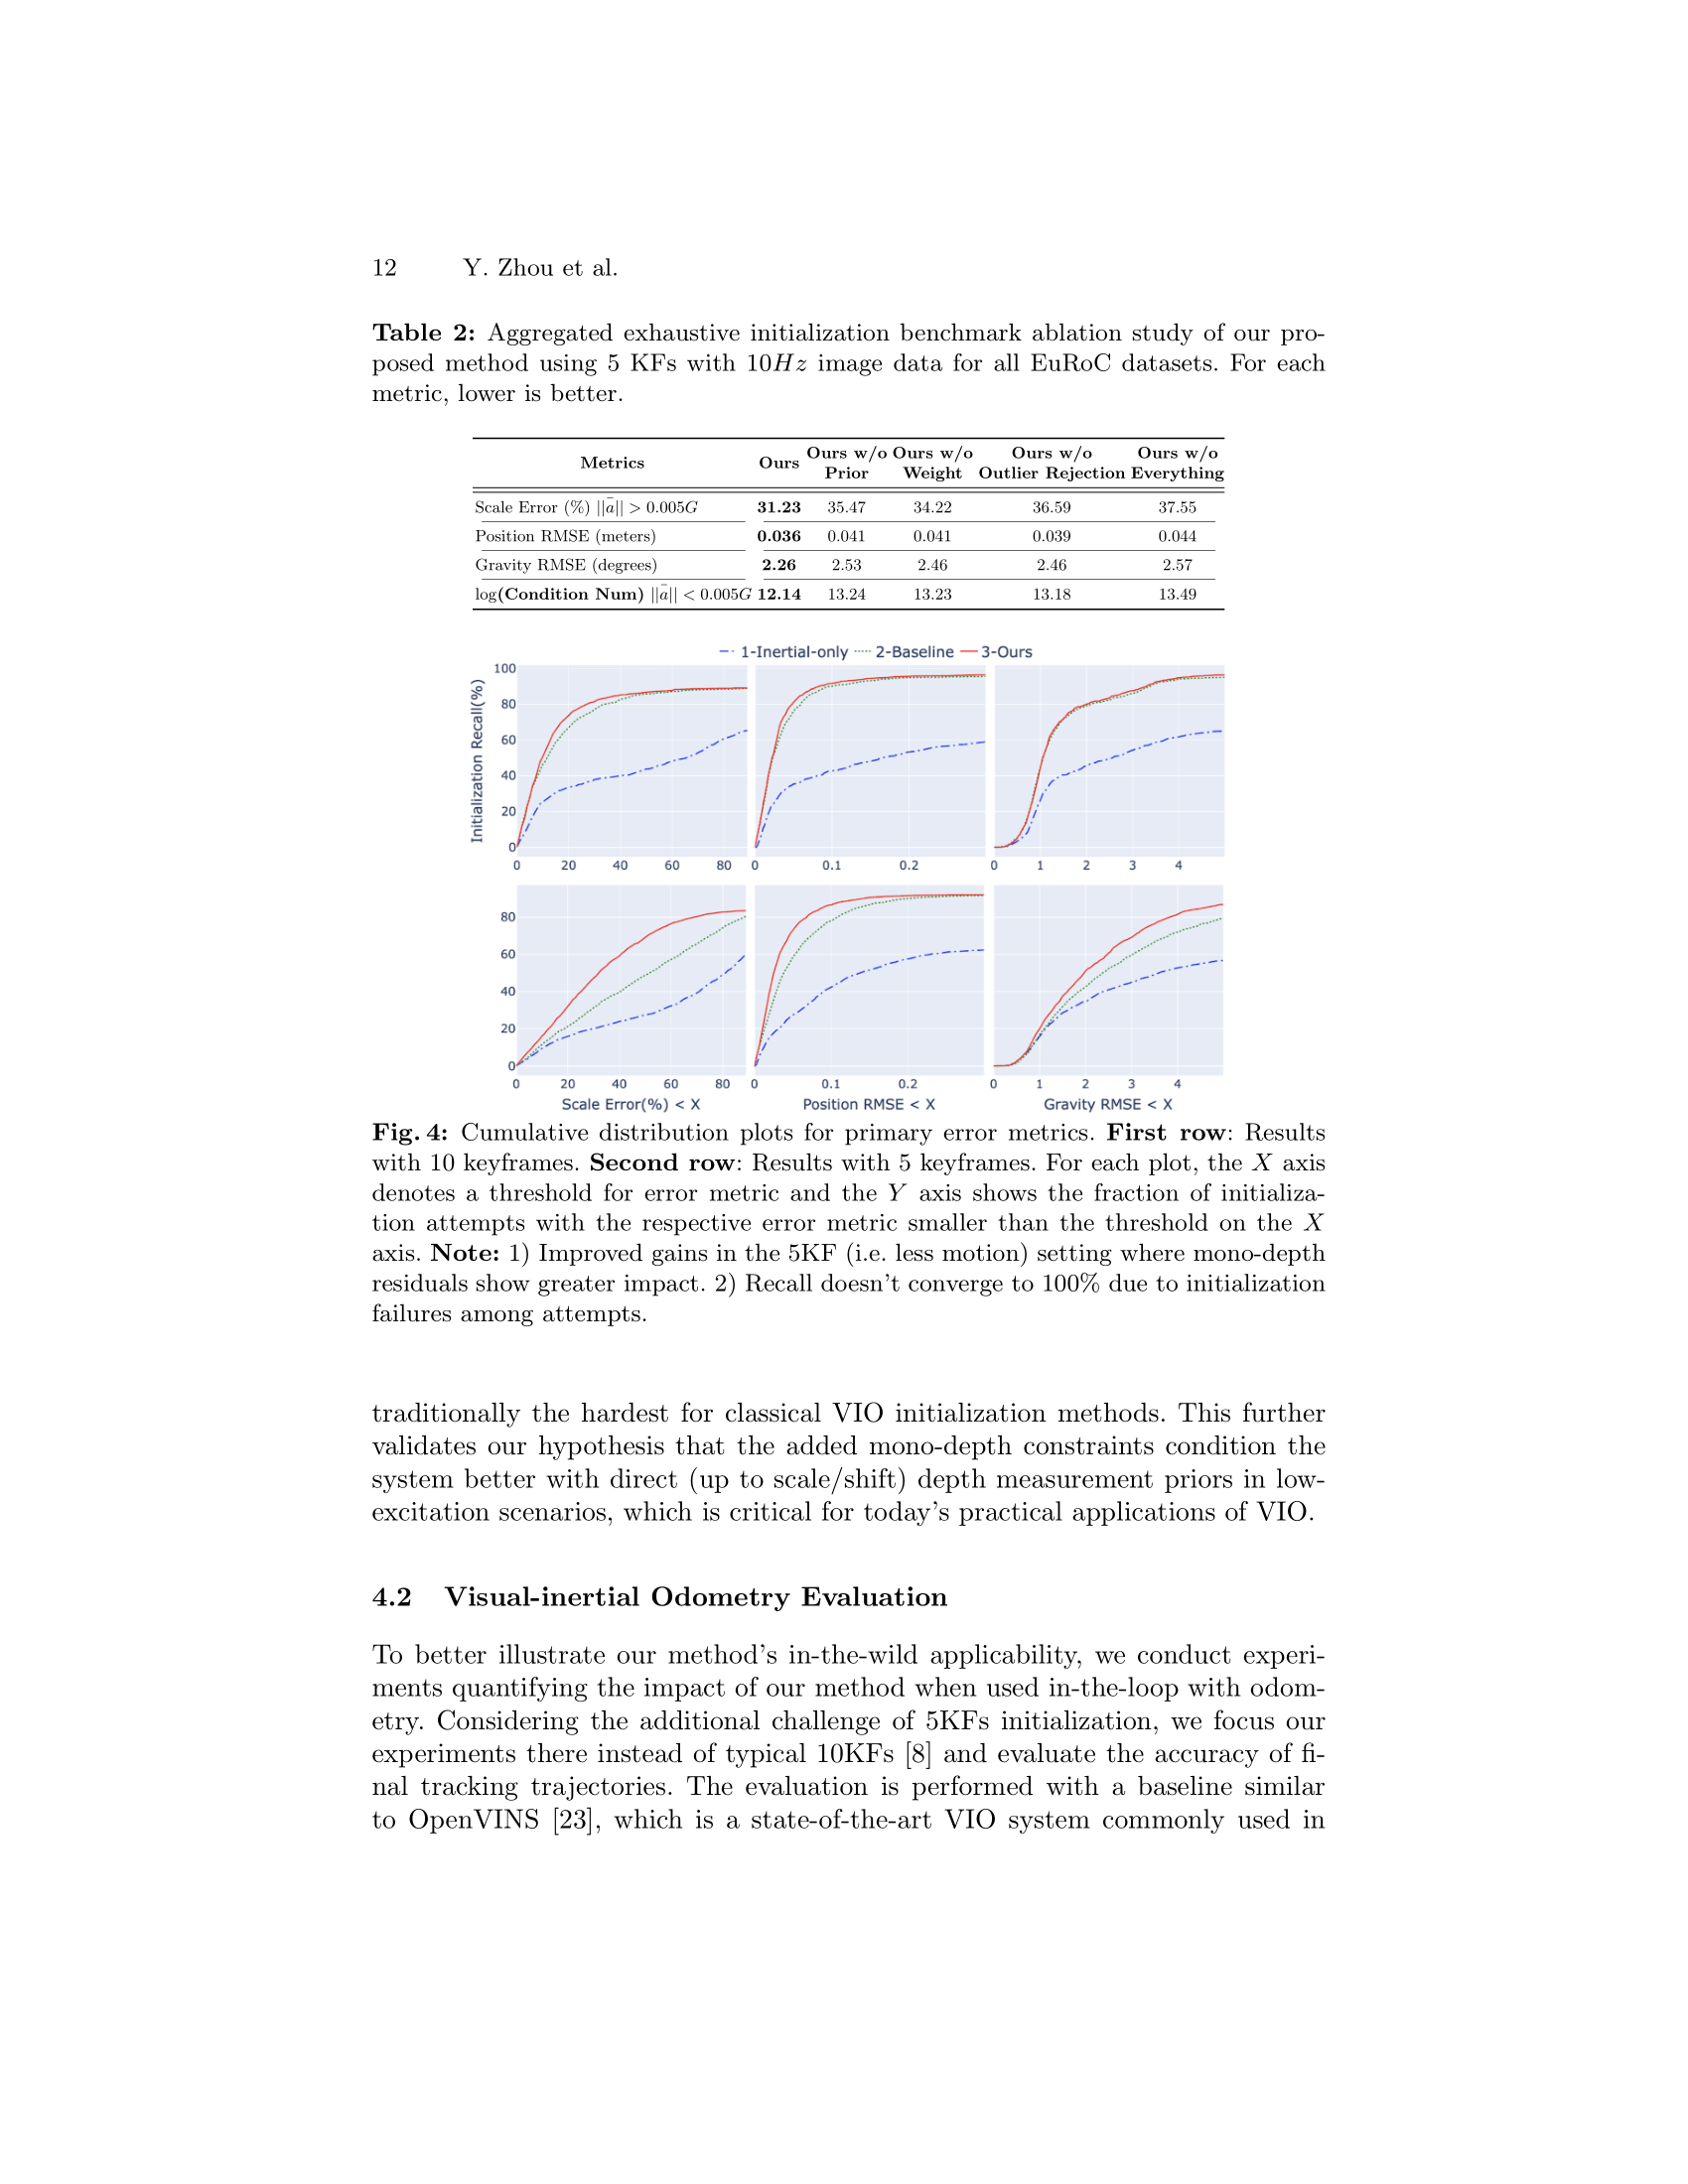 12 Y. Zhou et al.
Table 2: Aggregated exhaustive initialization benchmark ablation study of our pro-
posed method using 5 KFs with 10Hz image data for all EuRoC datasets. For each
metric, lower is better.
Metrics Ours Ours w/o Prior Ours w/o Weight Ours w/o Outlier Rejection Ours w/o Everything
Scale Error (%) ||ā|| > 0.005G 31.23 35.47 34.22 36.59 37.55
Position RMSE (meters) 0.036 0.041 0.041 0.039 0.044
Gravity RMSE (degrees) 2.26 2.53 2.46 2.46 2.57
log(Condition Num) ||ā|| < 0.005G 12.14 13.24 13.23 13.18 13.49
1-Inertial-only 2-Baseline 3-Ours
Initialization Recall(%)
100
80
60
40
20
0
0 20 40 60 80 0 0.1 0.2 0 1 2 3 4
80
60
40
20
0
0 20 40 60 80 0 0.1 0.2 0 1 2 3 4
Scale Error(%) < X Position RMSE < X Gravity RMSE < X
Fig. 4: Cumulative distribution plots for primary error metrics. First row: Results
with 10 keyframes. Second row: Results with 5 keyframes. For each plot, the X axis
denotes a threshold for error metric and the Y axis shows the fraction of initializa-
tion attempts with the respective error metric smaller than the threshold on the X
axis. Note: 1) Improved gains in the 5KF (i.e. less motion) setting where mono-depth
residuals show greater impact. 2) Recall doesn't converge to 100% due to initialization
failures among attempts.
traditionally the hardest for classical VIO initialization methods. This further
validates our hypothesis that the added mono-depth constraints condition the
system better with direct (up to scale/shift) depth measurement priors in low-
excitation scenarios, which is critical for today's practical applications of VIO.
4.2 Visual-inertial Odometry Evaluation
To better illustrate our method's in-the-wild applicability, we conduct experi-
ments quantifying the impact of our method when used in-the-loop with odom-
etry. Considering the additional challenge of 5KFs initialization, we focus our
experiments there instead of typical 10KFs [8] and evaluate the accuracy of fi-
nal tracking trajectories. The evaluation is performed with a baseline similar
to OpenVINS [23], which is a state-of-the-art VIO system commonly used in